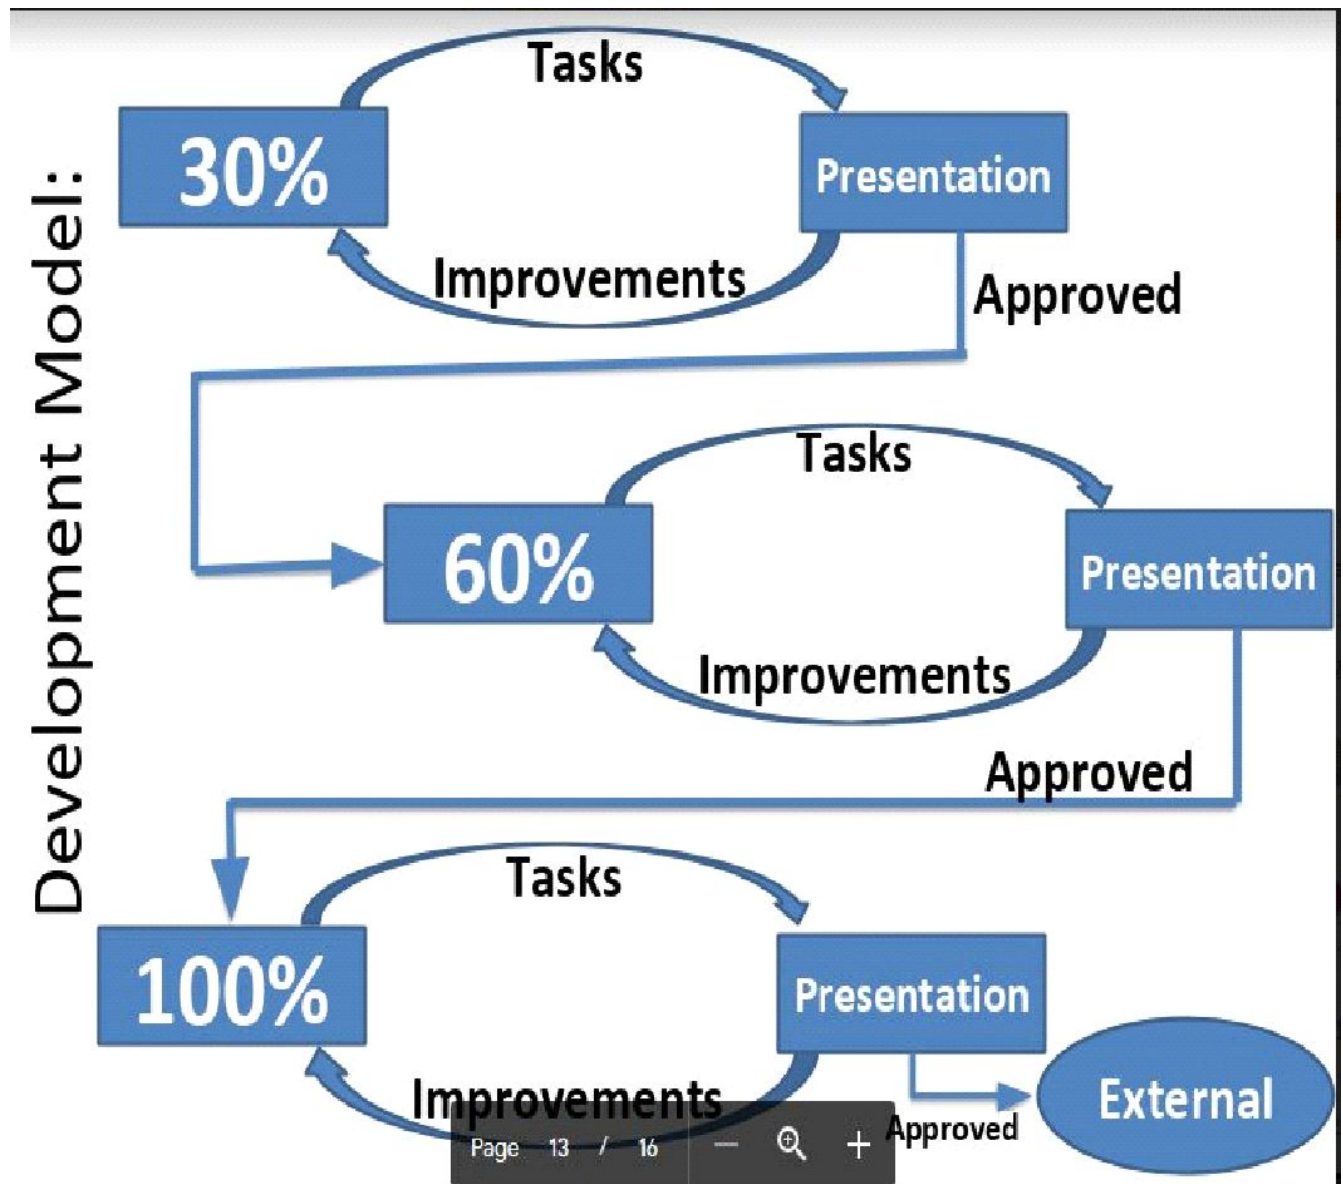 Development Model:
Tasks
30%
Presentation
Improvements
Approved
Tasks
60%
Presentation
Improvements
Approved
Tasks
100%
Presentation
Improvements
Approved
External
Page 13 / 16